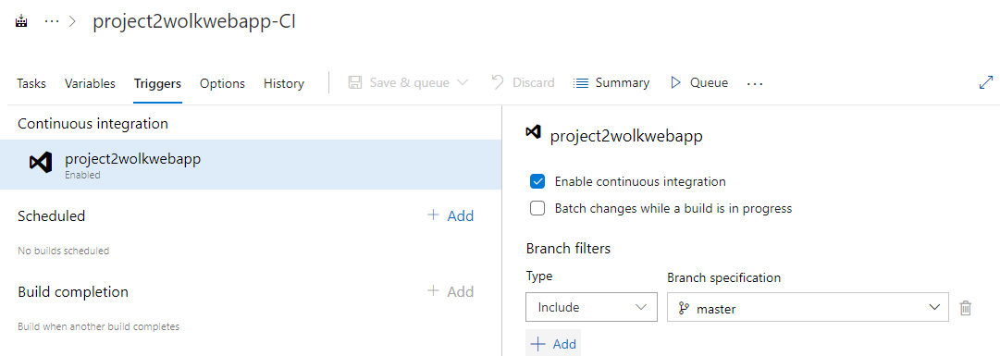 ··· > project2wolkwebapp-CI
Tasks Variables Triggers Options History Save & queue Discard Summary Queue ···
Continuous integration
project2wolkwebapp
Enabled
Scheduled + Add
No builds scheduled
Build completion + Add
Build when another build completes
project2wolkwebapp
Enable continuous integration
Batch changes while a build is in progress
Branch filters
Type Branch specification
Include master
+ Add